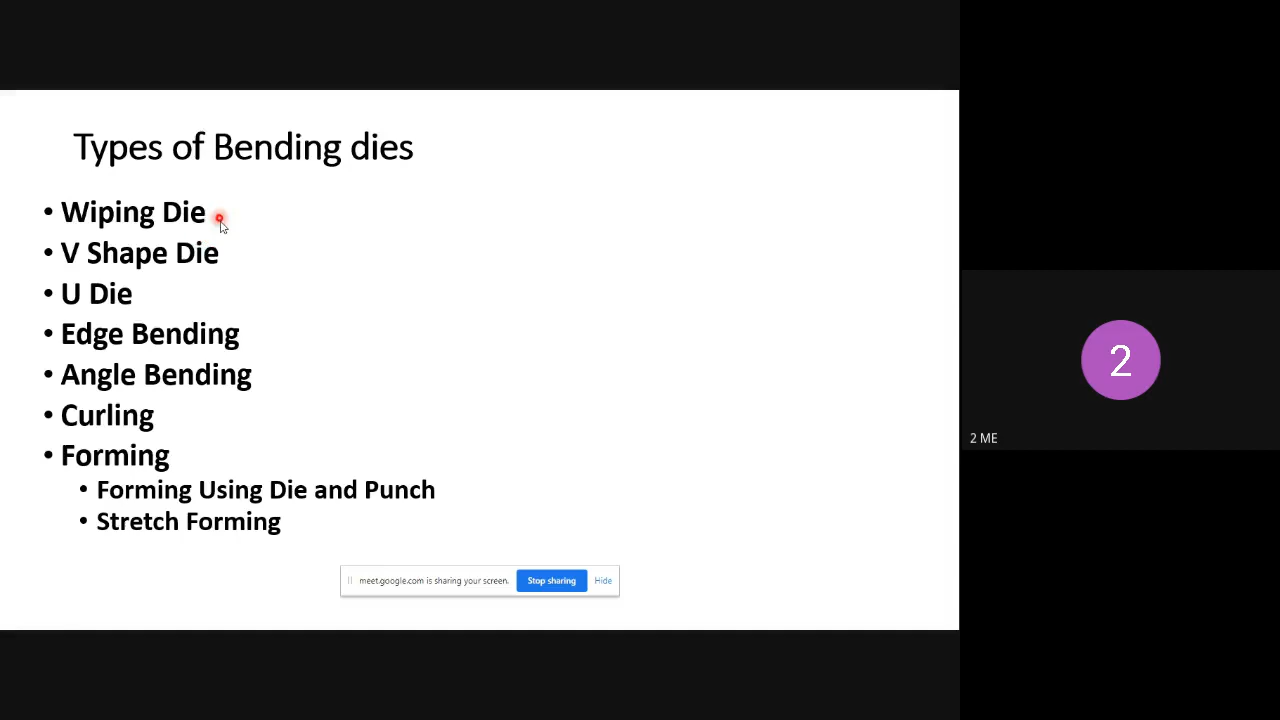 Types of Bending dies
• Wiping Die
• V Shape Die
• U Die
• Edge Bending
• Angle Bending
• Curling
• Forming
• Forming Using Die and Punch
• Stretch Forming
meet.google.com is sharing your screen. Stop sharing Hide
2
2 ME